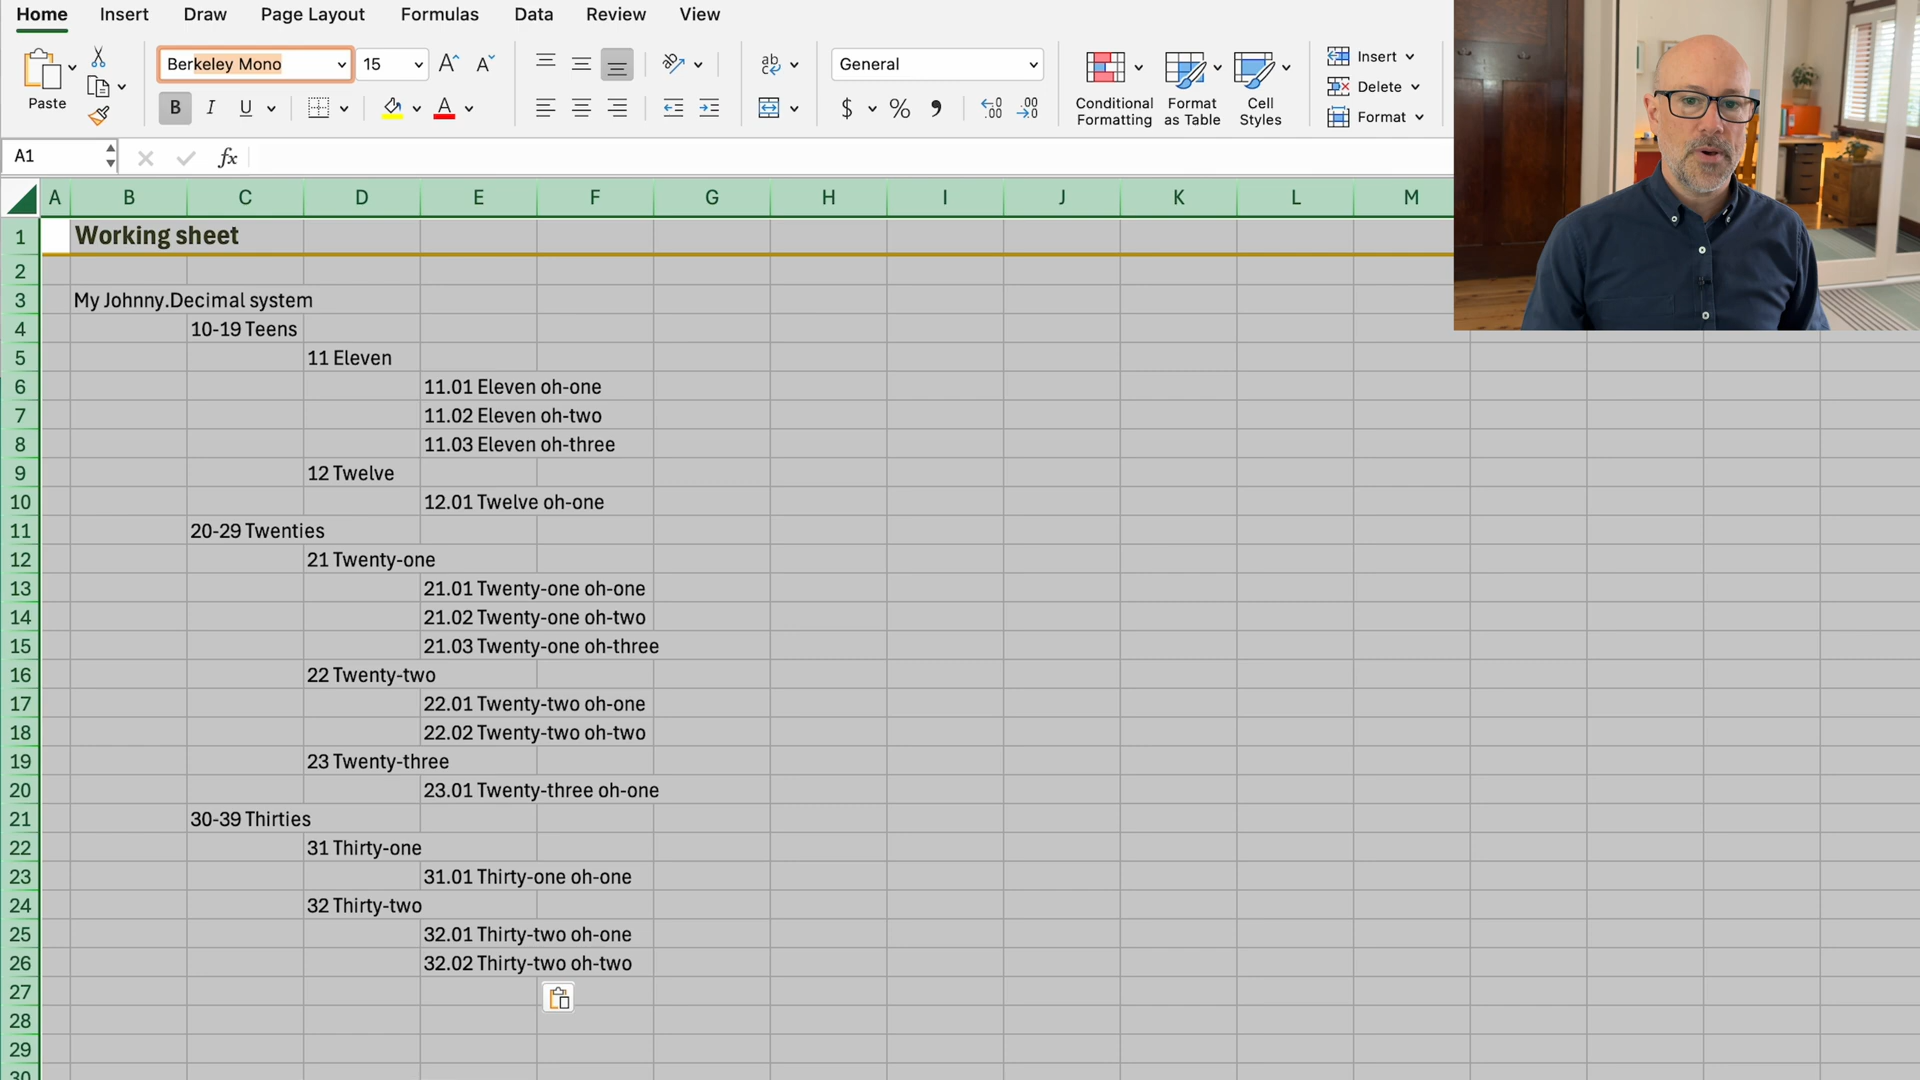 Home Insert Draw Page Layout Formulas Data Review View
Berkeley Mono 15 General Insert
Delete
Format
Paste B I U $ % Conditional Formatting Format as Table Cell Styles
A1 fx
A B C D E F G H I J K L M
1 Working sheet
2
3 My Johnny.Decimal system
4 10-19 Teens
5 11 Eleven
6 11.01 Eleven oh-one
7 11.02 Eleven oh-two
8 11.03 Eleven oh-three
9 12 Twelve
10 12.01 Twelve oh-one
11 20-29 Twenties
12 21 Twenty-one
13 21.01 Twenty-one oh-one
14 21.02 Twenty-one oh-two
15 21.03 Twenty-one oh-three
16 22 Twenty-two
17 22.01 Twenty-two oh-one
18 22.02 Twenty-two oh-two
19 23 Twenty-three
20 23.01 Twenty-three oh-one
21 30-39 Thirties
22 31 Thirty-one
23 31.01 Thirty-one oh-one
24 32 Thirty-two
25 32.01 Thirty-two oh-one
26 32.02 Thirty-two oh-two
27
28
29
30